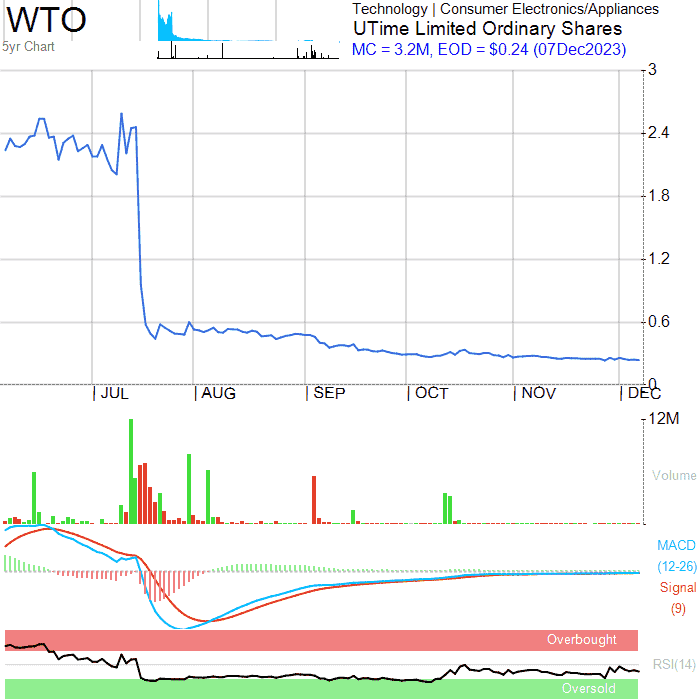 WTO
5yr Chart
Technology | Consumer Electronics/Appliances
UTime Limited Ordinary Shares
MC = 3.2M, EOD = $0.24 (07Dec2023)
3
2.4
1.8
1.2
0.6
0
JUL AUG SEP OCT NOV DEC
12M
Volume
MACD
(12-26)
Signal
(9)
Overbought
RSI(14)
Oversold